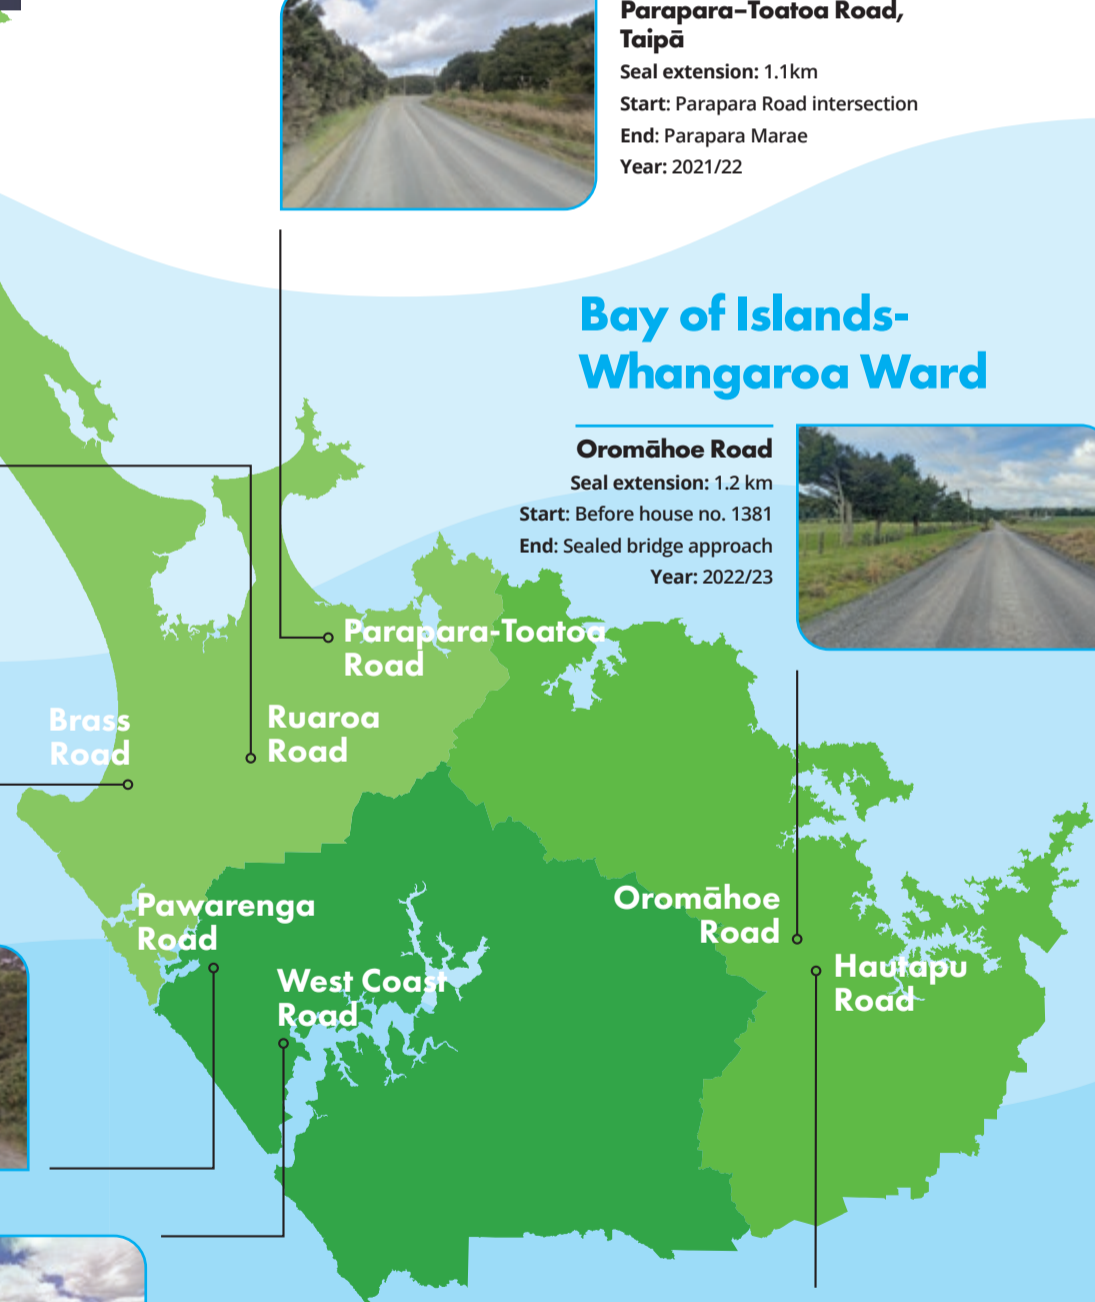 Parapara–Toatoa Road,
Taipā
Seal extension: 1.1km
Start: Parapara Road intersection
End: Parapara Marae
Year: 2021/22
Bay of Islands-
Whangaroa Ward
Oromāhoe Road
Seal extension: 1.2 km
Start: Before house no. 1381
End: Sealed bridge approach
Year: 2022/23
Parapara-Toatoa
Road
Brass
Road
Ruaroa
Road
Pawarenga
Road
West Coast
Road
Oromāhoe
Road
Hautapu
Road